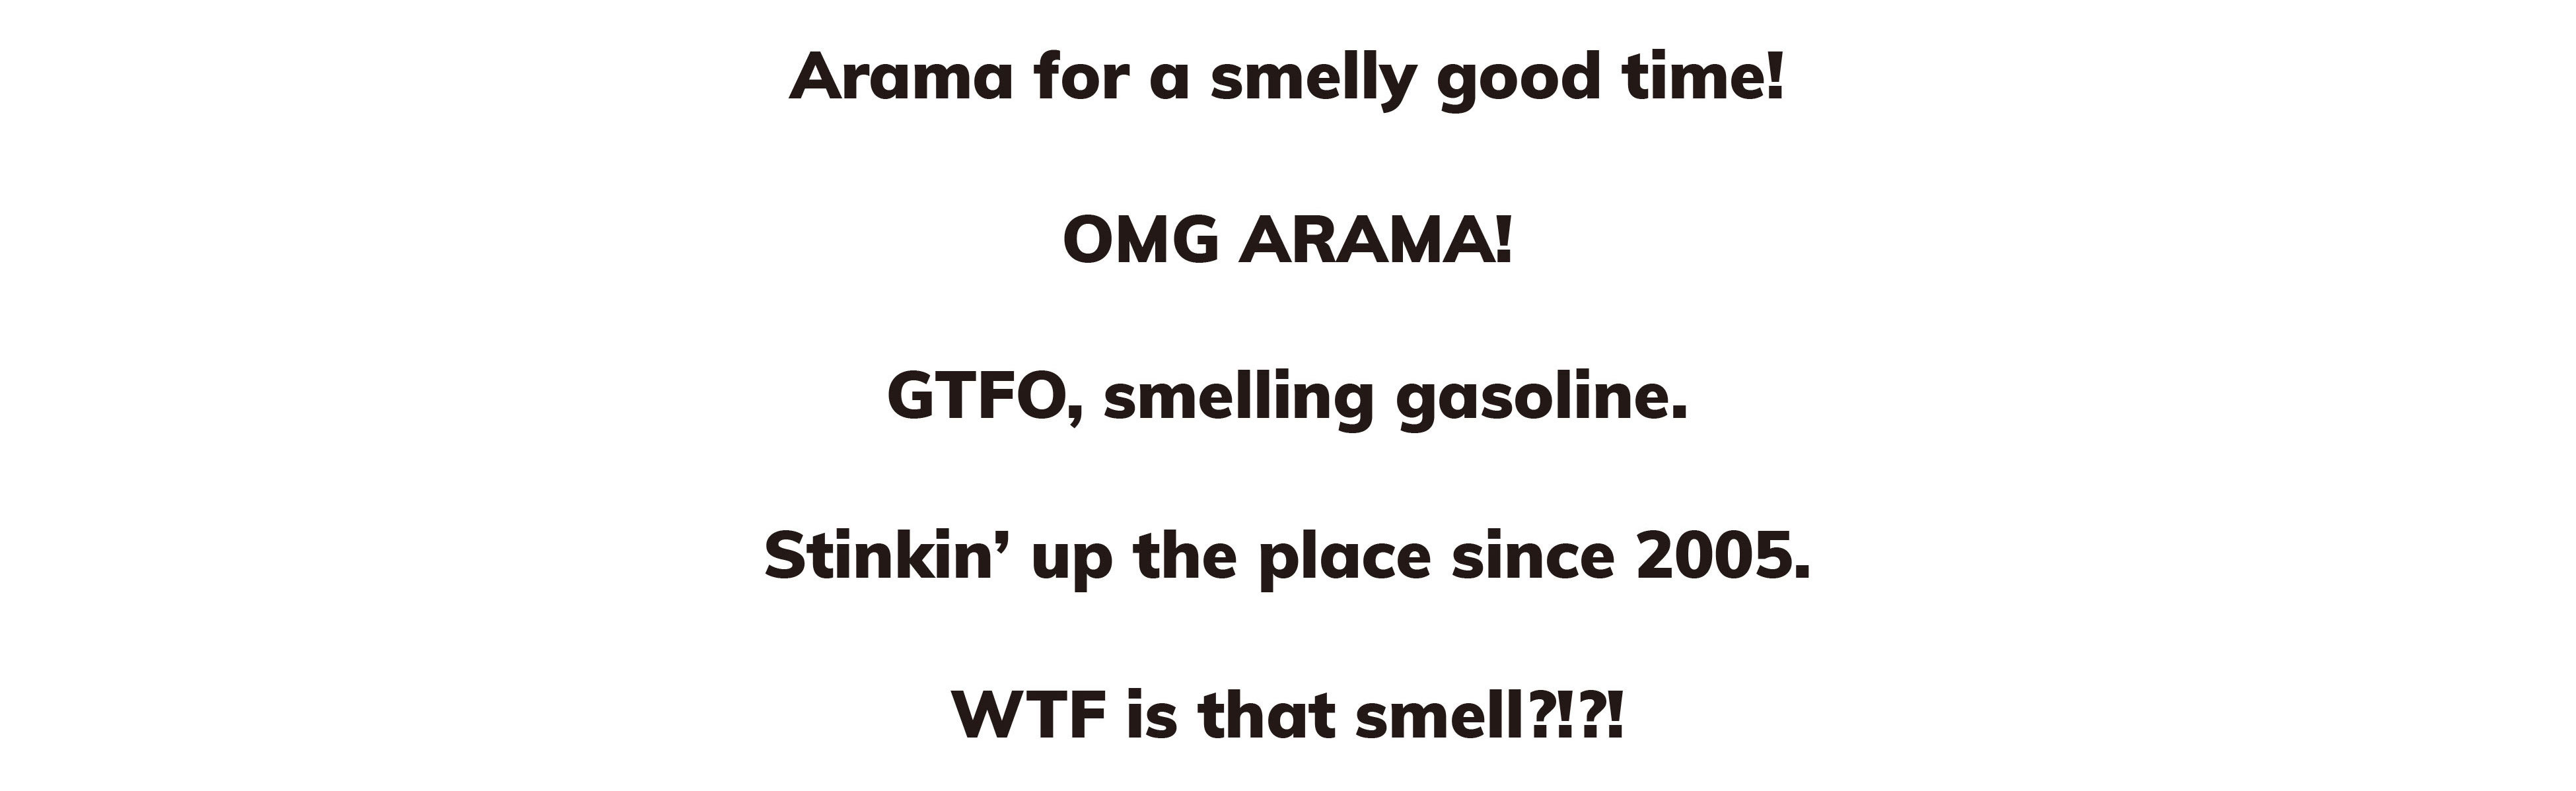 Arama for a smelly good time!
OMG ARAMA!
GTFO, smelling gasoline.
Stinkin’ up the place since 2005.
WTF is that smell?!?!